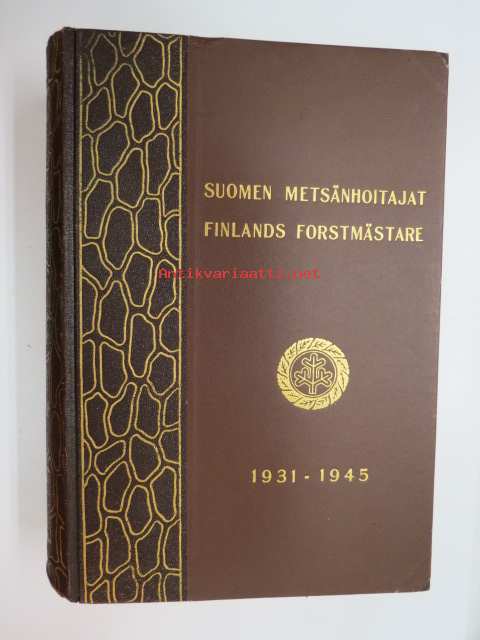 SUOMEN METSÄNHOITAJAT
FINLANDS FORSTMÄSTARE
Antikvariaatti.net
1931 - 1945